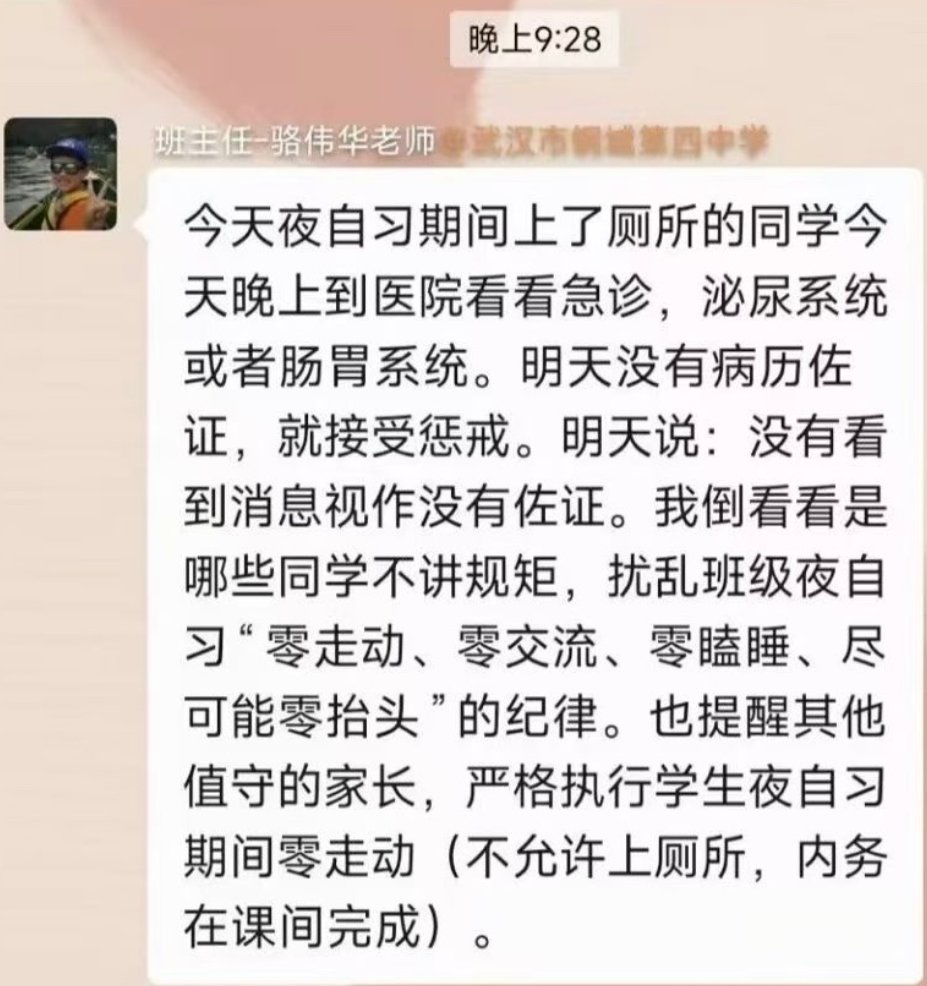 晚上9:28
班主任-骆伟华老师@武汉市钢城第四中学
今天夜自习期间上了厕所的同学今
天晚上到医院看看急诊，泌尿系统
或者肠胃系统。明天没有病历佐
证，就接受惩戒。明天说：没有看
到消息视作没有佐证。我倒看看是
哪些同学不讲规矩，扰乱班级夜自
习“零走动、零交流、零瞌睡、尽
可能零抬头”的纪律。也提醒其他
值守的家长，严格执行学生夜自习
期间零走动（不允许上厕所，内务
在课间完成）。